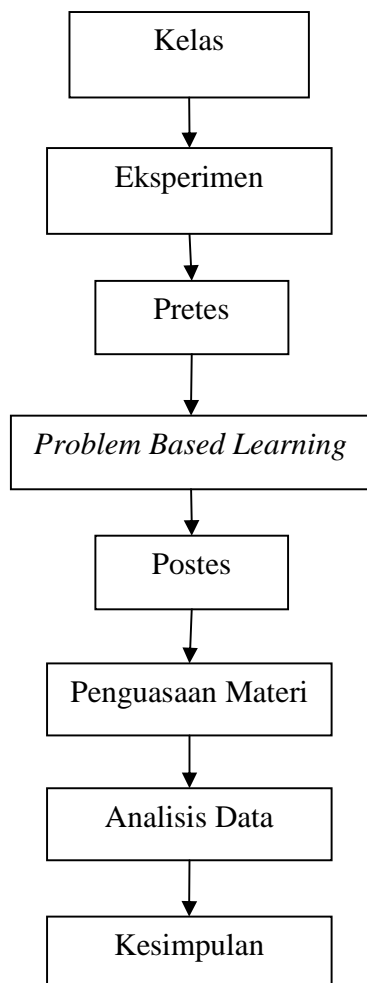 Kelas
Eksperimen
Pretes
Problem Based Learning
Postes
Penguasaan Materi
Analisis Data
Kesimpulan